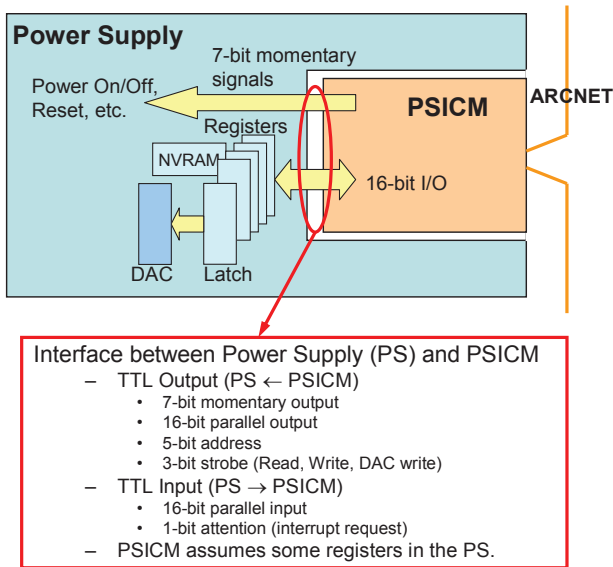 Power Supply
7-bit momentary
signals
Power On/Off,
Reset, etc.
PSICM
ARCNET
Registers
NVRAM
16-bit I/O
DAC
Latch
Interface between Power Supply (PS) and PSICM
– TTL Output (PS ← PSICM)
• 7-bit momentary output
• 16-bit parallel output
• 5-bit address
• 3-bit strobe (Read, Write, DAC write)
– TTL Input (PS → PSICM)
• 16-bit parallel input
• 1-bit attention (interrupt request)
– PSICM assumes some registers in the PS.